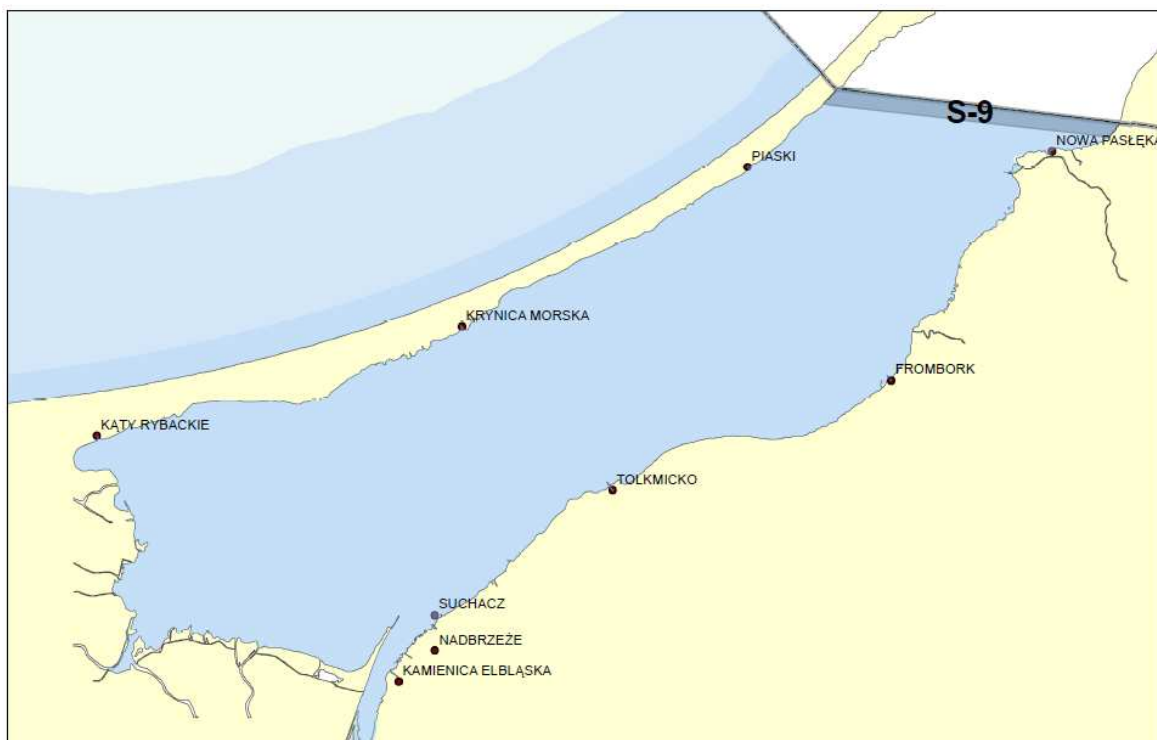 S-9
NOWA PASŁĘKA
PIASKI
KRYNICA MORSKA
FROMBORK
KĄTY RYBACKIE
TOLKMICKO
SUCHACZ
NADBRZEŻE
KAMIENICA ELBLĄSKA